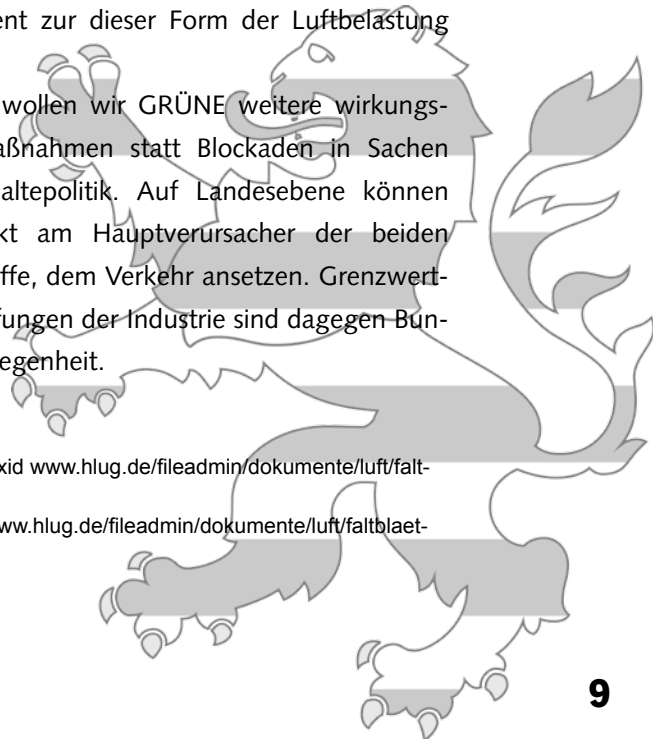 ent zur dieser Form der Luftbelastung
wollen wir GRÜNE weitere wirkungs-
aßnahmen statt Blockaden in Sachen
altepolitik. Auf Landesebene können
kt am Hauptverursacher der beiden
ffe, dem Verkehr ansetzen. Grenzwert-
fungen der Industrie sind dagegen Bun-
egenheit.
xid www.hlug.de/fileadmin/dokumente/luft/falt-
ww.hlug.de/fileadmin/dokumente/luft/faltblaet-
9